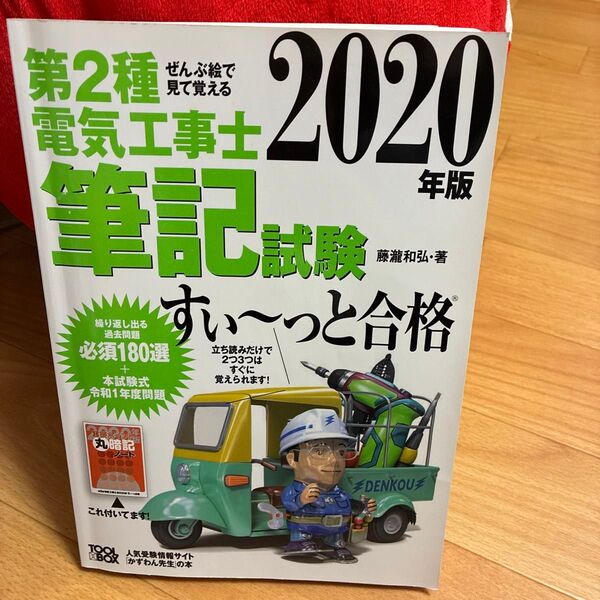 第2種
電気工事士
ぜんぶ絵で
見て覚える
2020
年版
筆記試験
藤瀧和弘・著
すぃ〜っと合格®
繰り返し出る
過去問題
必須180選
+
本試験式
令和1年度問題
立ち読みだけで
2つ3つは
すぐに
覚えられます!
丸暗記
ノート
これ付いてます!
DENKOU
TOOL
BOX
人気受験情報サイト
「かずわん先生」の本